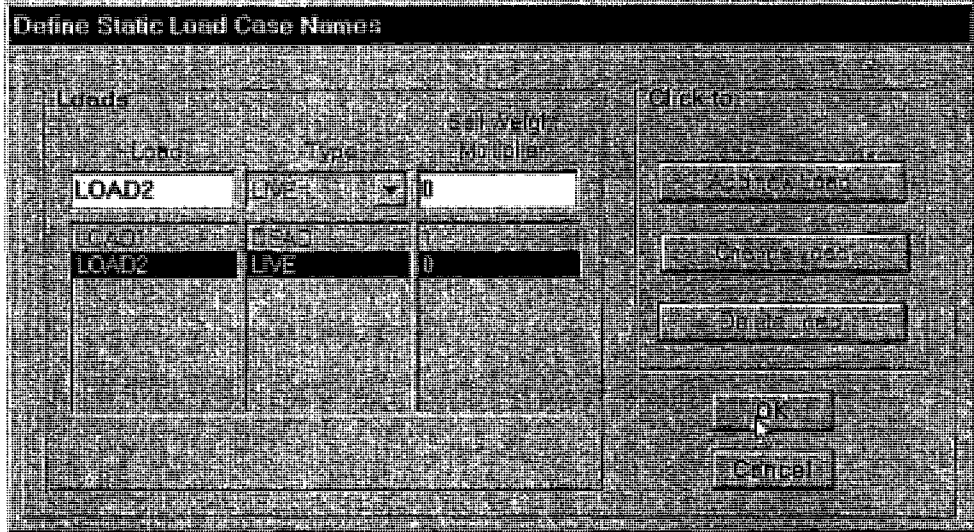 Define Static Load Case Names
Loads
Click to:
Self Weight
Load Type Multiplier
LOAD2 LIVE 0
Add New Load
LOAD1 DEAD
LOAD2 LIVE 0
Change Load
Delete Load
OK
Cancel